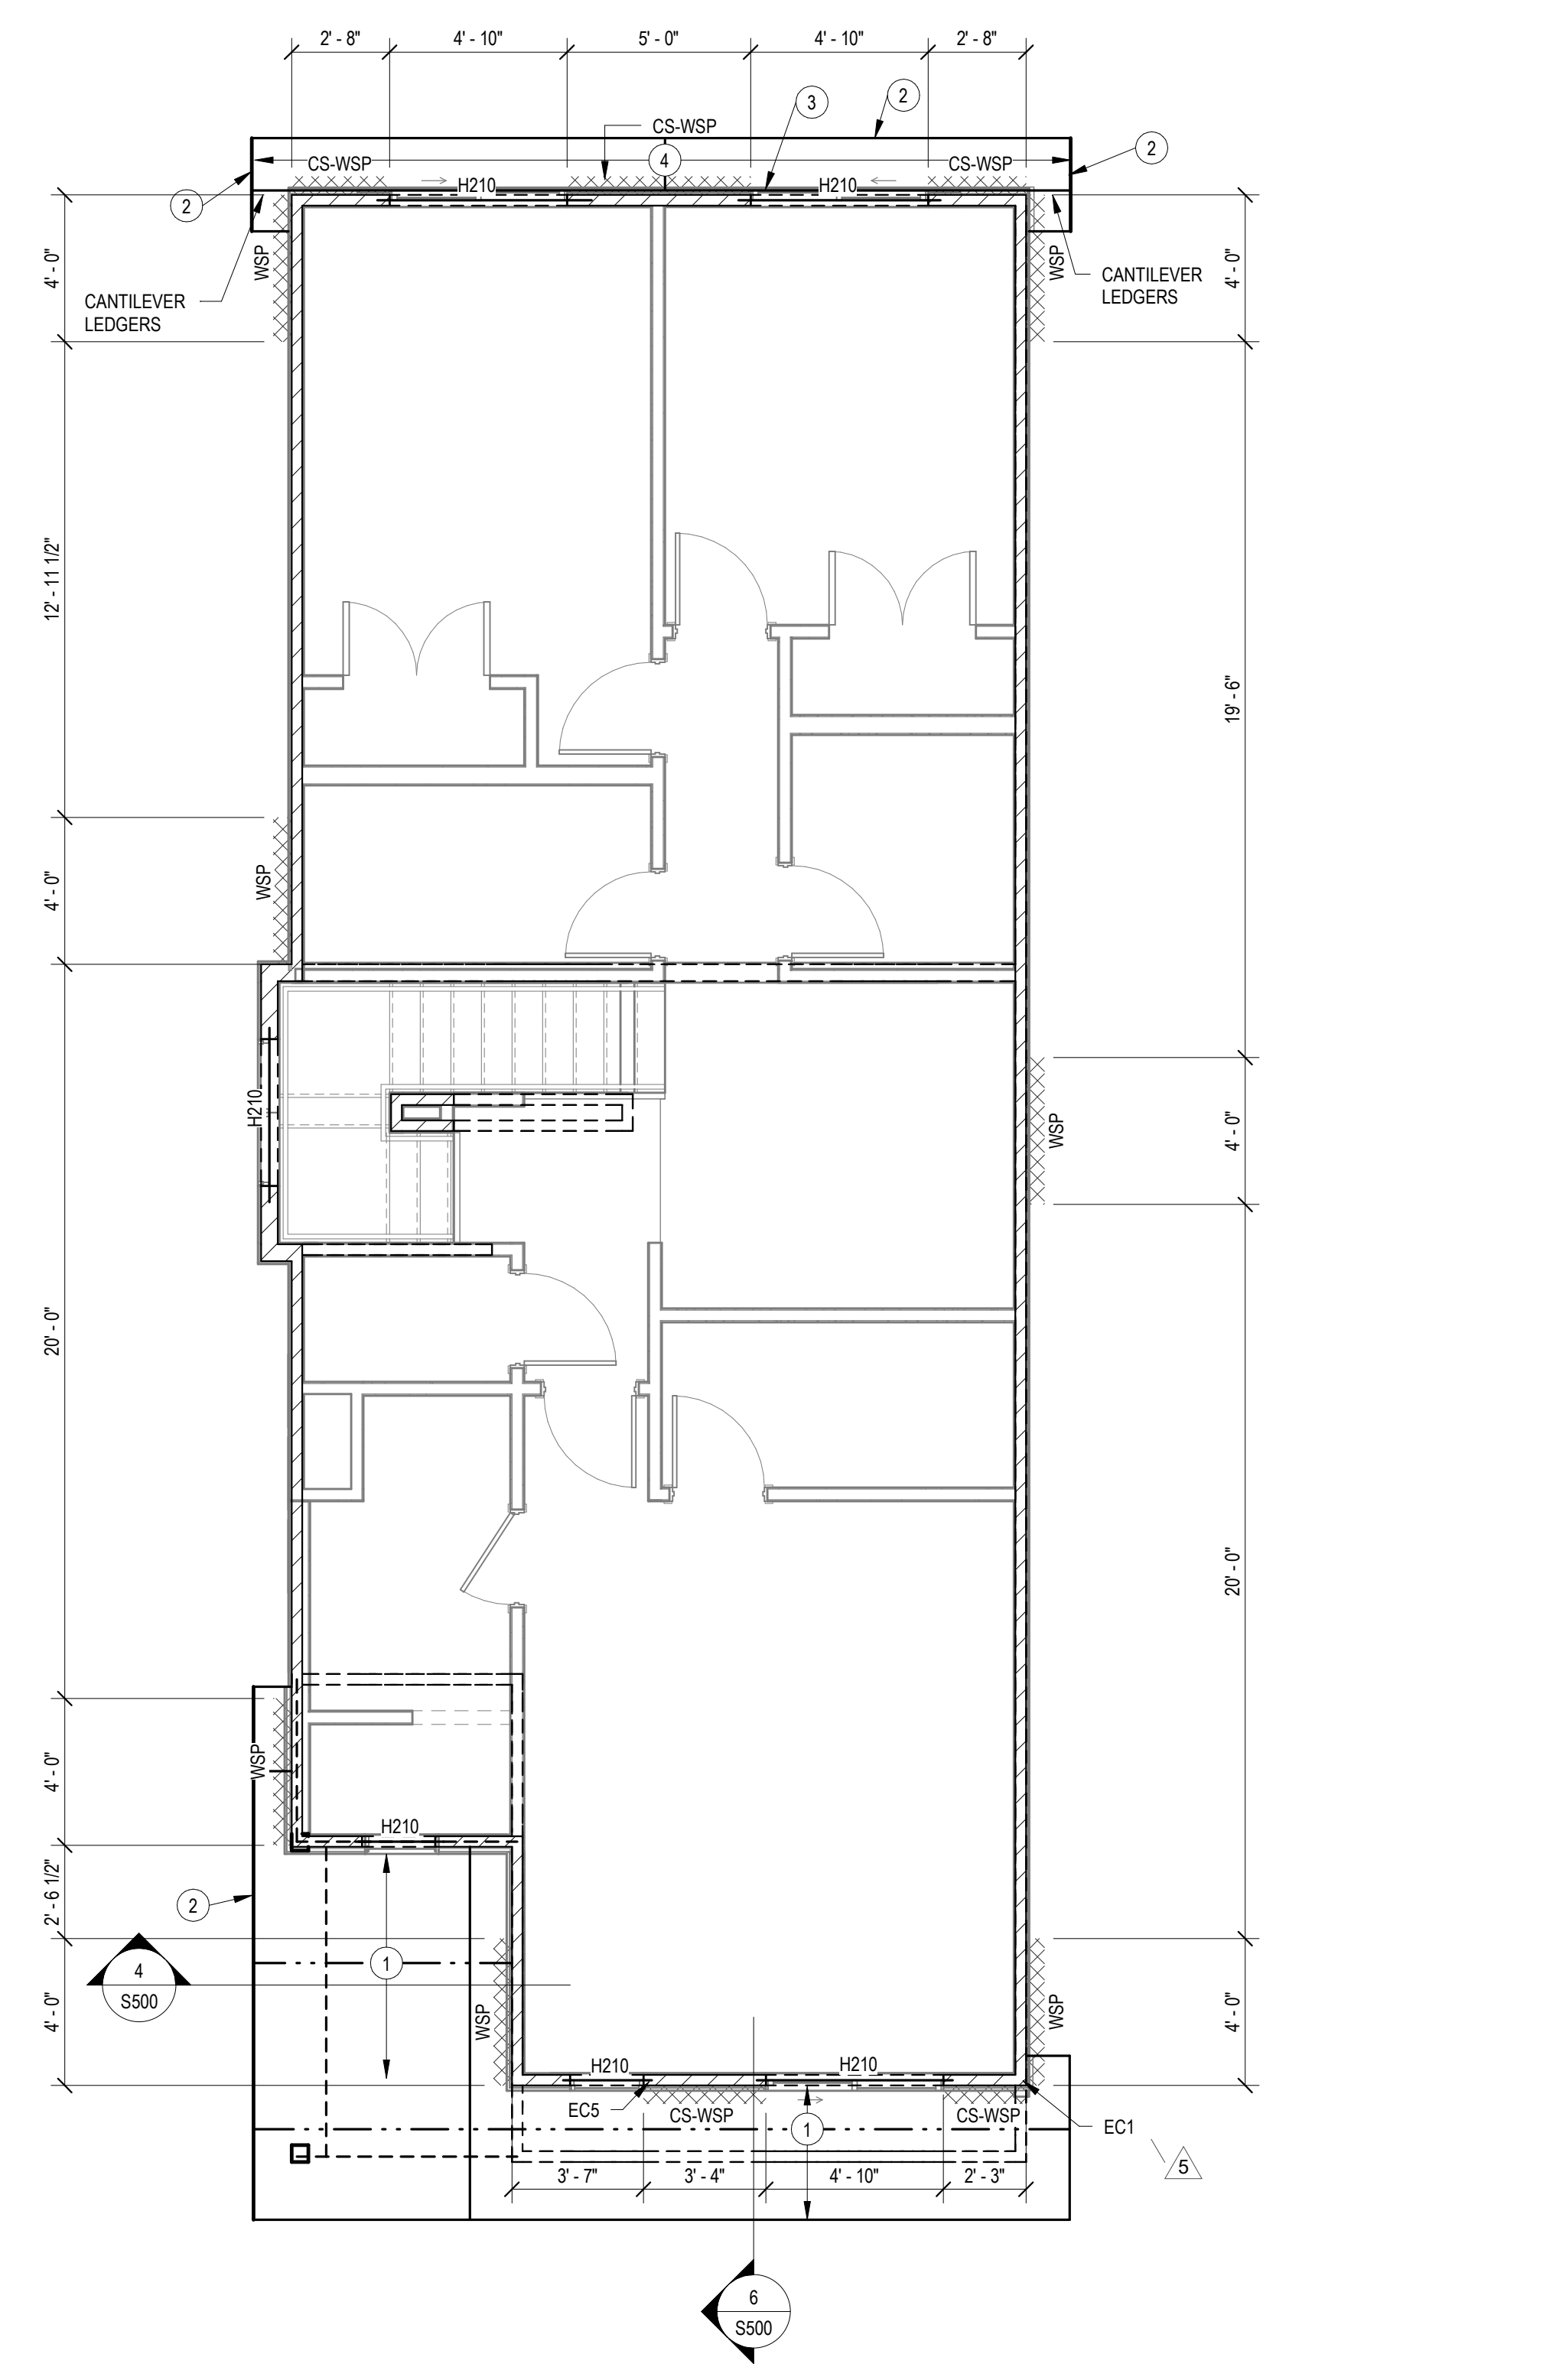 2' - 8"
4' - 10"
5' - 0"
4' - 10"
2' - 8"
3
2
CS-WSP
2
CS-WSP
4
CS-WSP
H210
H210
2
WSP
WSP
4' - 0"
4' - 0"
CANTILEVER
LEDGERS
CANTILEVER
LEDGERS
12' - 11 1/2"
19' - 6"
WSP
4' - 0"
H210
WSP
4' - 0"
20' - 0"
20' - 0"
WSP
4' - 0"
H210
2' - 6 1/2"
2
1
4
S500
4' - 0"
WSP
WSP
4' - 0"
H210
H210
EC5
CS-WSP
1
CS-WSP
EC1
5
3' - 7"
3' - 4"
4' - 10"
2' - 3"
6
S500